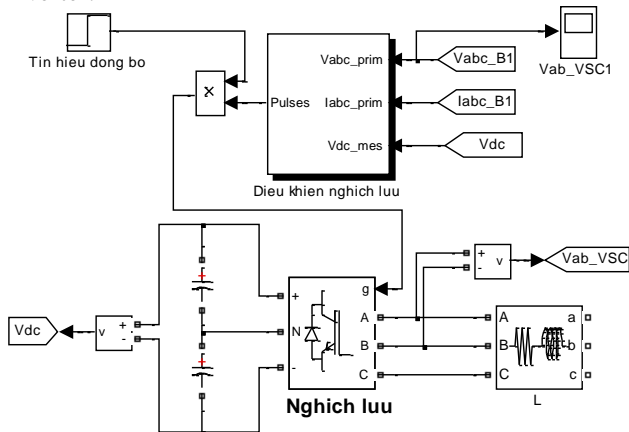 Tin hieu dong bo
x
Pulses
Vabc_prim
Iabc_prim
Vdc_mes
Vabc_B1
Iabc_B1
Vdc
Vab_VSC1
Dieu khien nghich luu
Vdc
v
+
-
+
+
+
N
-
g
A
B
C
Nghich luu
+
-
v
Vab_VSC
A
B
C
a
b
c
L